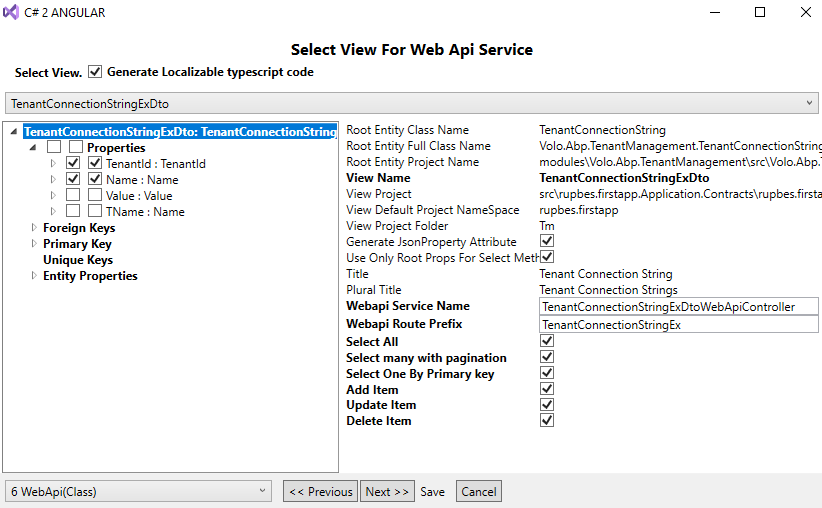 C# 2 ANGULAR
Select View For Web Api Service
Select View. Generate Localizable typescript code
TenantConnectionStringExDto
TenantConnectionStringExDto: TenantConnectionString
Properties
TenantId : TenantId
Name : Name
Value : Value
TName : Name
Foreign Keys
Primary Key
Unique Keys
Entity Properties
Root Entity Class Name TenantConnectionString
Root Entity Full Class Name Volo.Abp.TenantManagement.TenantConnectionString
Root Entity Project Name modules\Volo.Abp.TenantManagement\src\Volo.Abp.T
View Name TenantConnectionStringExDto
View Project src\rupbes.firstapp.Application.Contracts\rupbes.firsta
View Default Project NameSpace rupbes.firstapp
View Project Folder Tm
Generate JsonProperty Attribute
Use Only Root Props For Select Meth
Title Tenant Connection String
Plural Title Tenant Connection Strings
Webapi Service Name TenantConnectionStringExDtoWebApiController
Webapi Route Prefix TenantConnectionStringEx
Select All
Select many with pagination
Select One By Primary key
Add Item
Update Item
Delete Item
6 WebApi(Class) << Previous Next >> Save Cancel